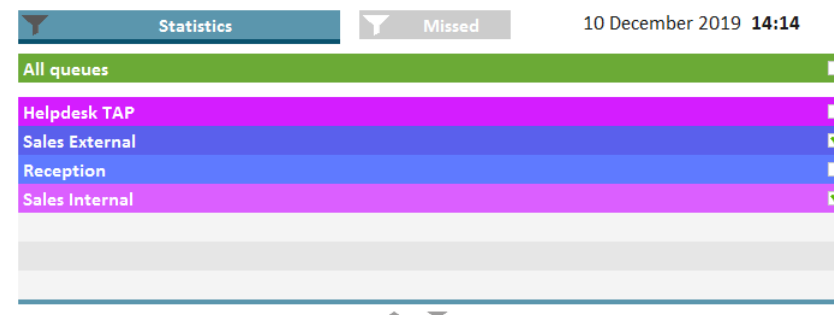 Statistics Missed 10 December 2019 14:14
All queues
Helpdesk TAP
Sales External
Reception
Sales Internal